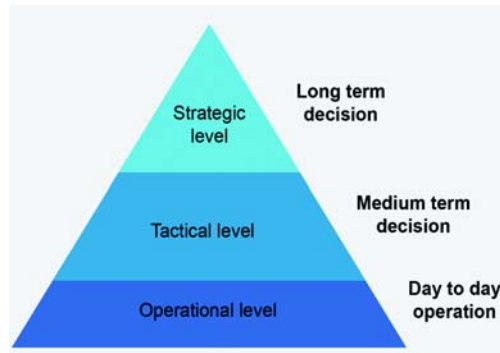 Strategic
level
Long term
decision
Tactical level
Medium term
decision
Operational level
Day to day
operation